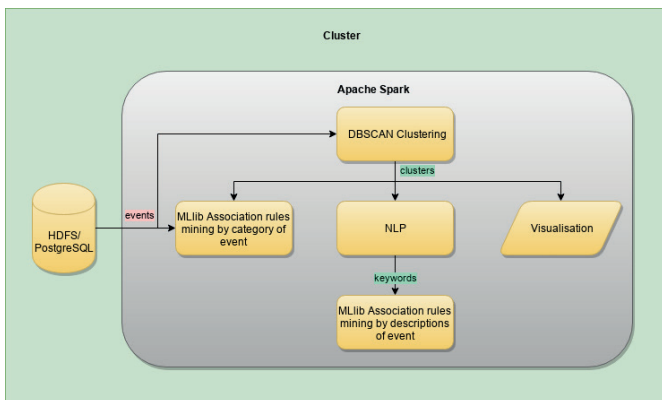 Cluster
Apache Spark
DBSCAN Clustering
clusters
events
HDFS/
PostgreSQL
MLlib Association rules
mining by category of
event
NLP
Visualisation
keywords
MLlib Association rules
mining by descriptions
of event